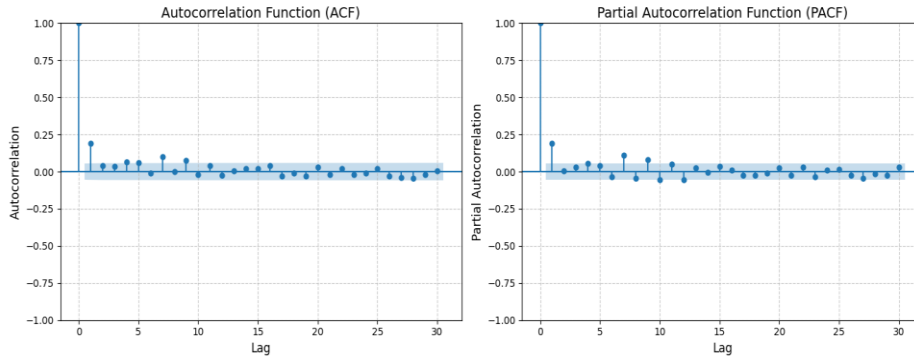 Autocorrelation Function (ACF)
1.00
0.75
0.50
0.25
0.00
−0.25
−0.50
−0.75
−1.00
Autocorrelation
0 5 10 15 20 25 30
Lag
Partial Autocorrelation Function (PACF)
1.00
0.75
0.50
0.25
0.00
−0.25
−0.50
−0.75
−1.00
Partial Autocorrelation
0 5 10 15 20 25 30
Lag